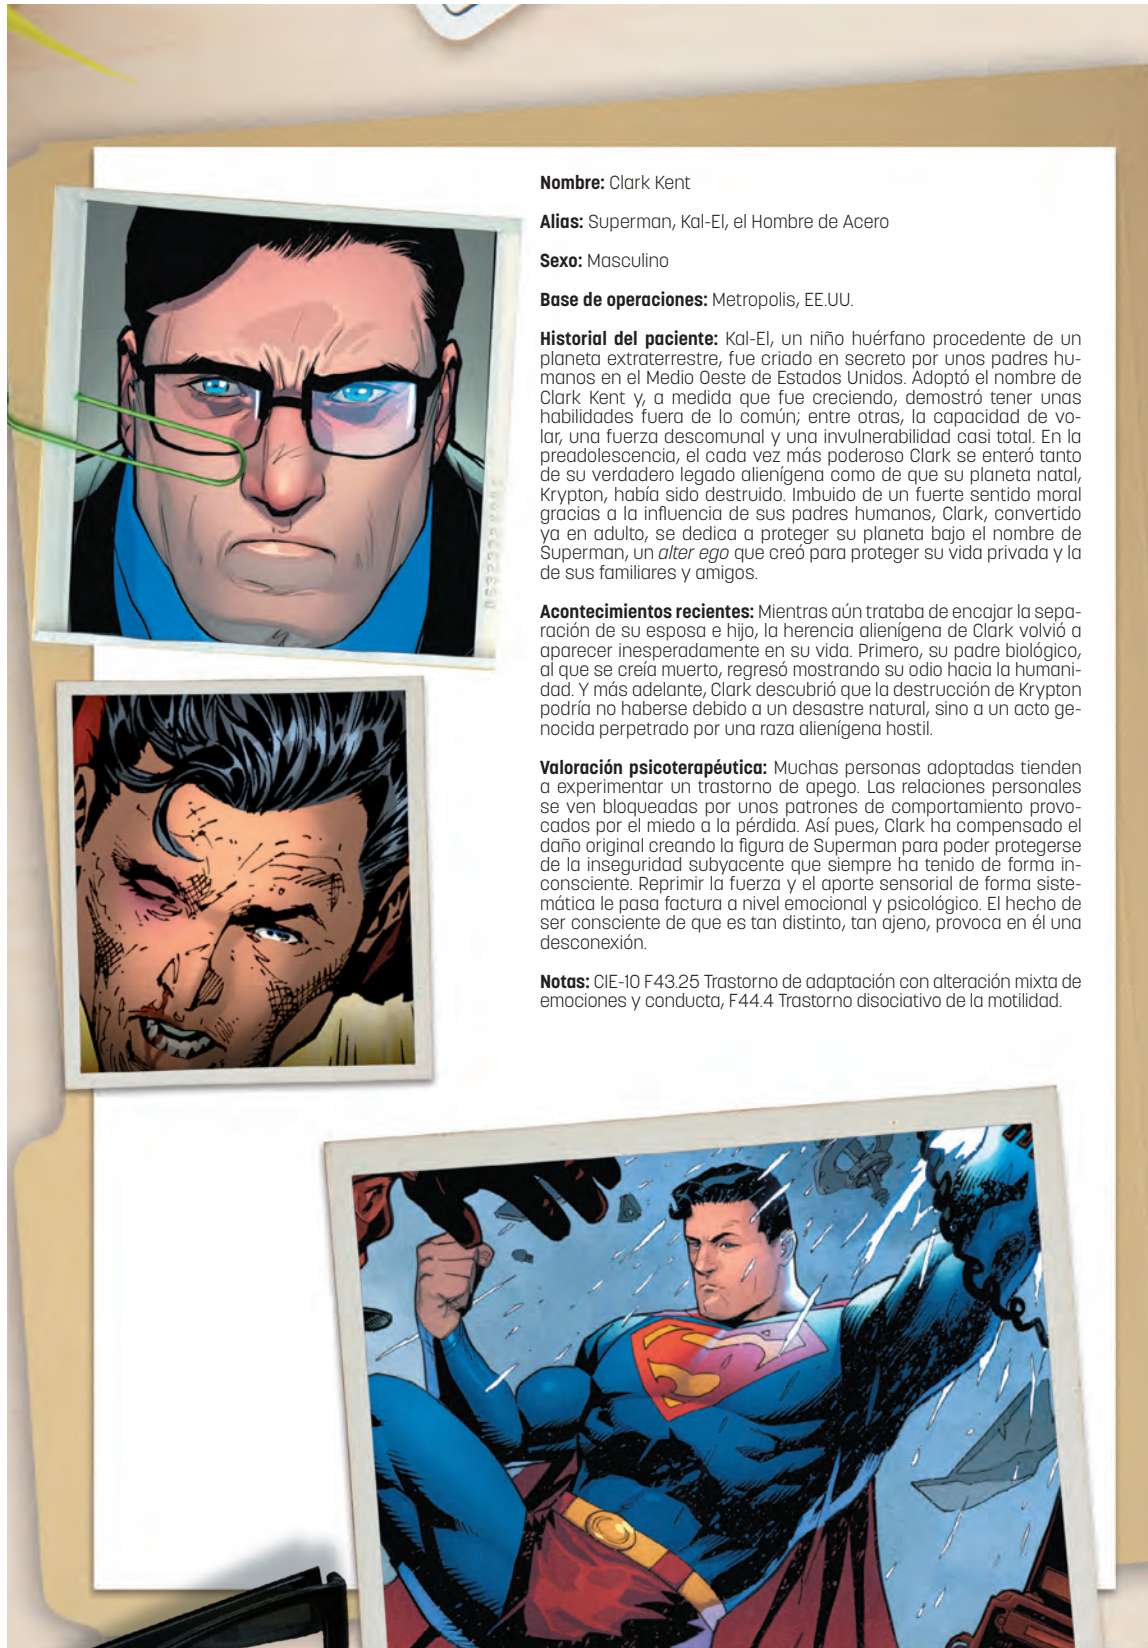 Nombre: Clark Kent
Alias: Superman, Kal-El, el Hombre de Acero
Sexo: Masculino
Base de operaciones: Metropolis, EE.UU.
Historial del paciente: Kal-El, un niño huérfano procedente de un
planeta extraterrestre, fue criado en secreto por unos padres hu-
manos en el Medio Oeste de Estados Unidos. Adoptó el nombre de
Clark Kent y, a medida que fue creciendo, demostró tener unas
habilidades fuera de lo común; entre otras, la capacidad de vo-
lar, una fuerza descomunal y una invulnerabilidad casi total. En la
preadolescencia, el cada vez más poderoso Clark se enteró tanto
de su verdadero legado alienígena como de que su planeta natal,
Krypton, había sido destruido. Imbuido de un fuerte sentido moral
gracias a la influencia de sus padres humanos, Clark, convertido
ya en adulto, se dedica a proteger su planeta bajo el nombre de
Superman, un alter ego que creó para proteger su vida privada y la
de sus familiares y amigos.
Acontecimientos recientes: Mientras aún trataba de encajar la sepa-
ración de su esposa e hijo, la herencia alienígena de Clark volvió a
aparecer inesperadamente en su vida. Primero, su padre biológico,
al que se creía muerto, regresó mostrando su odio hacia la humani-
dad. Y más adelante, Clark descubrió que la destrucción de Krypton
podría no haberse debido a un desastre natural, sino a un acto ge-
nocida perpetrado por una raza alienígena hostil.
Valoración psicoterapéutica: Muchas personas adoptadas tienden
a experimentar un trastorno de apego. Las relaciones personales
se ven bloqueadas por unos patrones de comportamiento provo-
cados por el miedo a la pérdida. Así pues, Clark ha compensado el
daño original creando la figura de Superman para poder protegerse
de la inseguridad subyacente que siempre ha tenido de forma in-
consciente. Reprimir la fuerza y el aporte sensorial de forma siste-
mática le pasa factura a nivel emocional y psicológico. El hecho de
ser consciente de que es tan distinto, tan ajeno, provoca en él una
desconexión.
Notas: CIE-10 F43.25 Trastorno de adaptación con alteración mixta de
emociones y conducta, F44.4 Trastorno disociativo de la motilidad.